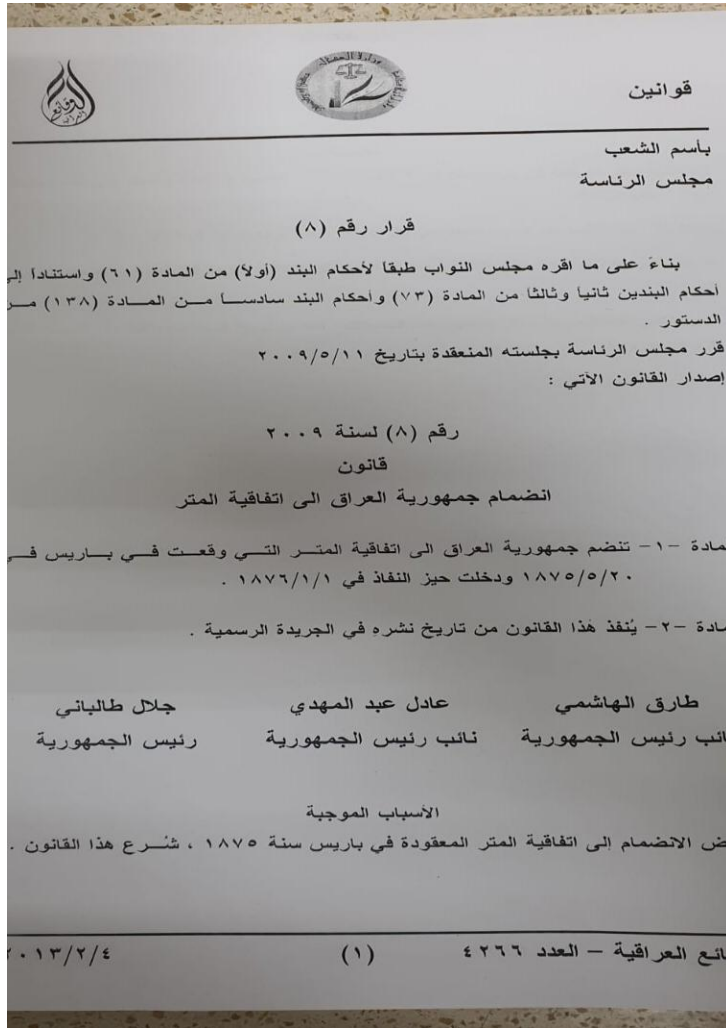 قوانين
بأسم الشعب
مجلس الرئاسة
قرار رقم (٨)
بناءً على ما اقره مجلس النواب طبقاً لأحكام البند (أولاً) من المادة (٦١) واستناداً إلى
أحكام البندين ثانياً وثالثاً من المادة (٧٣) وأحكام البند سادساً من المادة (١٣٨) من
الدستور .
قرر مجلس الرئاسة بجلسته المنعقدة بتاريخ ٢٠٠٩/٥/١١
إصدار القانون الآتي :
رقم (٨) لسنة ٢٠٠٩
قانون
انضمام جمهورية العراق الى اتفاقية المتر
مادة -١- تنضم جمهورية العراق الى اتفاقية المتر التي وقعت في باريس في
١٨٧٥/٥/٢٠ ودخلت حيز النفاذ في ١٨٧٦/١/١ .
مادة -٢- يُنفذ هذا القانون من تاريخ نشره في الجريدة الرسمية .
طارق الهاشمي عادل عبد المهدي جلال طالباني
ائب رئيس الجمهورية نائب رئيس الجمهورية رئيس الجمهورية
الأسباب الموجبة
ض الانضمام إلى اتفاقية المتر المعقودة في باريس سنة ١٨٧٥ ، شُرع هذا القانون .
ائع العراقية – العدد ٤٢٦٦ (١) ٢٠١٣/٢/٤